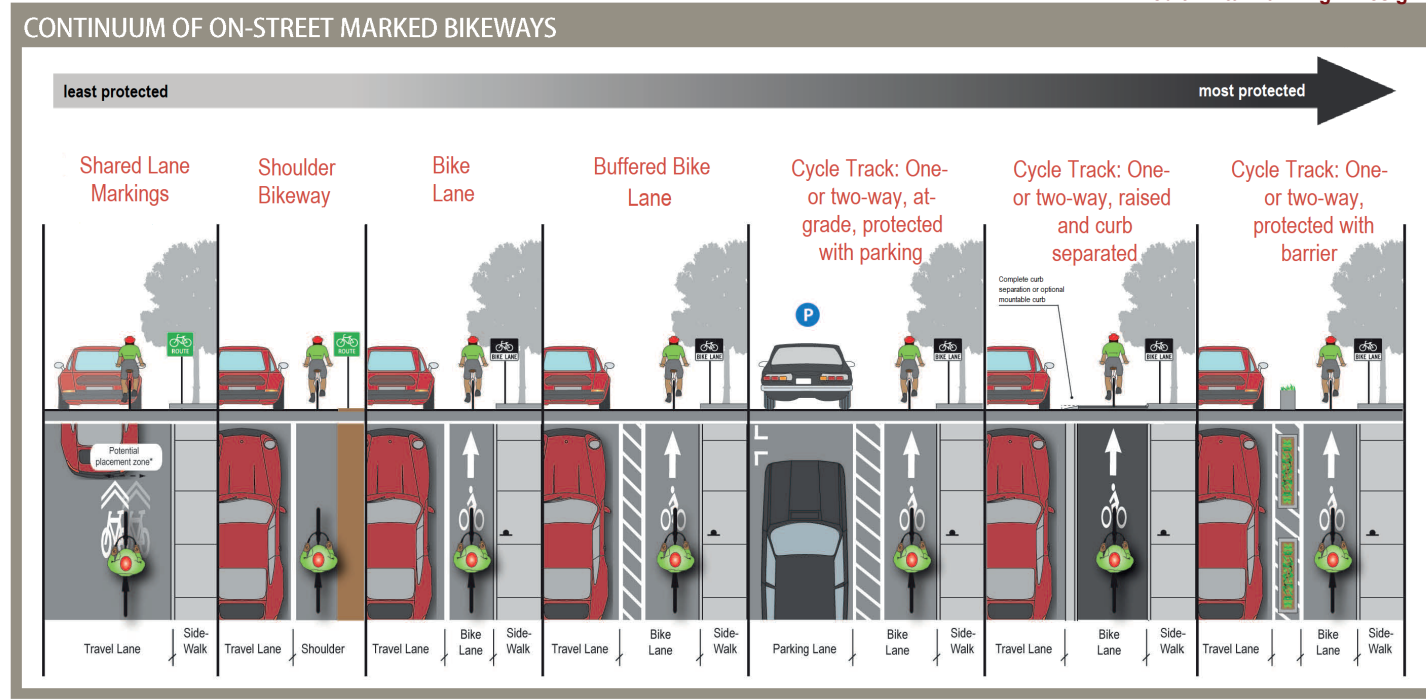 CONTINUUM OF ON-STREET MARKED BIKEWAYS
least protected
most protected
Shared Lane
Markings
Shoulder
Bikeway
Bike
Lane
Buffered Bike
Lane
Cycle Track: One-
or two-way, at-
grade, protected
with parking
Cycle Track: One-
or two-way, raised
and curb
separated
Cycle Track: One-
or two-way,
protected with
barrier
Complete curb
separation or optional
mountable curb
P
ROUTE
ROUTE
BIKE LANE
BIKE LANE
BIKE LANE
BIKE LANE
BIKE LANE
Potential
placement zone*
Travel Lane
Side-
Walk
Travel Lane
Shoulder
Travel Lane
Bike
Lane
Side-
Walk
Travel Lane
Bike
Lane
Side-
Walk
Parking Lane
Bike
Lane
Side-
Walk
Travel Lane
Bike
Lane
Side-
Walk
Travel Lane
Bike
Lane
Side-
Walk